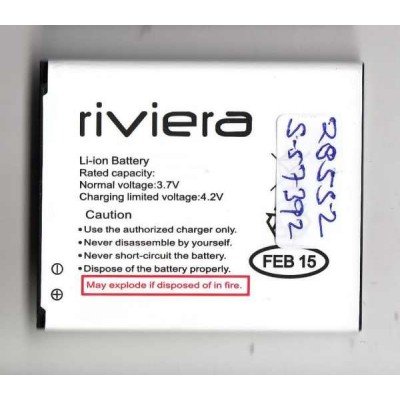 riviera
Li-ion Battery
Rated capacity:
Normal voltage:3.7V
Charging limited voltage:4.2V
Caution
•Use the authorized charger only.
•Never disassemble by yourself.
•Never short-circuit the battery.
•Dispose of the battery properly.
May explode if disposed of in fire.
FEB 15
28552
S-57392